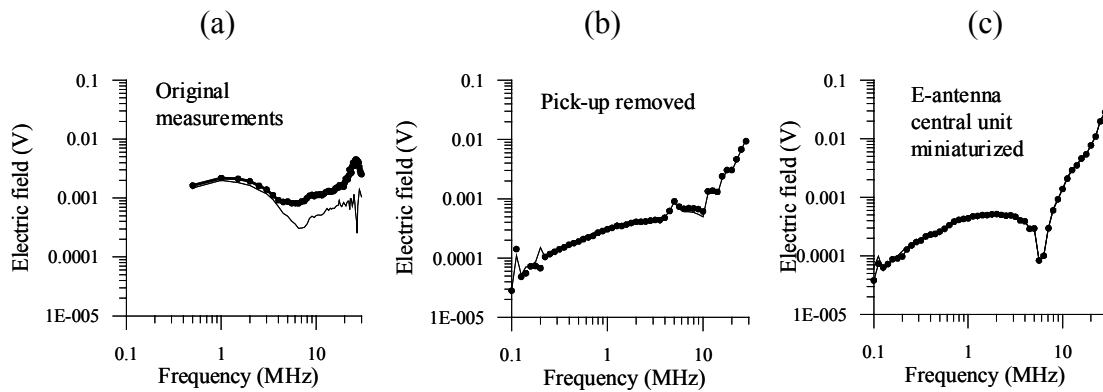 (a)
(b)
(c)
0.1
0.01
0.001
0.0001
1E-005
Electric field (V)
Original
measurements
0.1
1
10
Frequency (MHz)
0.1
0.01
0.001
0.0001
1E-005
Electric field (V)
Pick-up removed
0.1
1
10
Frequency (MHz)
0.1
0.01
0.001
0.0001
1E-005
Electric field (V)
E-antenna
central unit
miniaturized
0.1
1
10
Frequency (MHz)